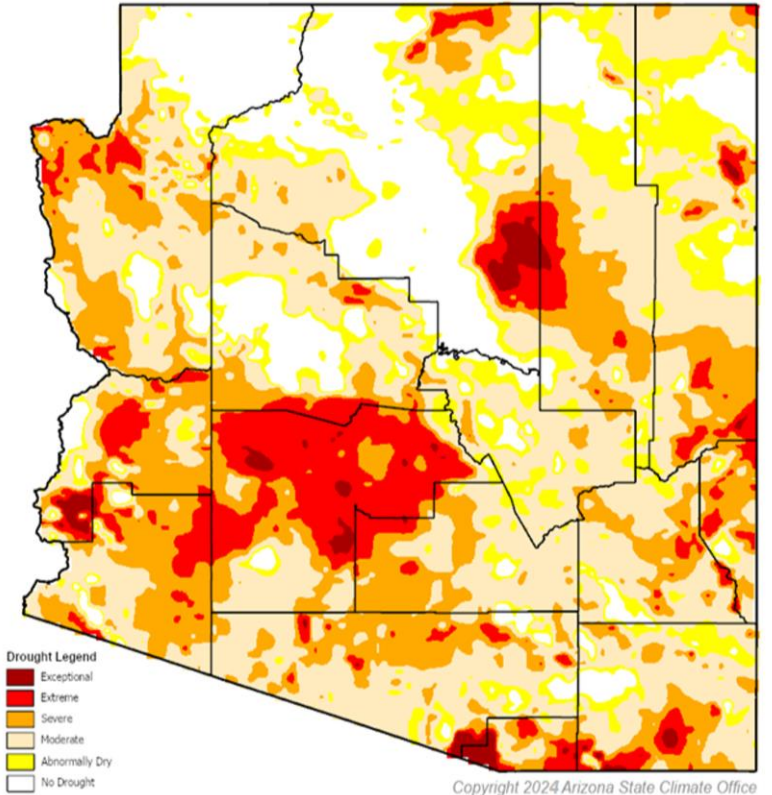 Drought Legend
Exceptional
Extreme
Severe
Moderate
Abnormally Dry
No Drought
Copyright 2024 Arizona State Climate Office